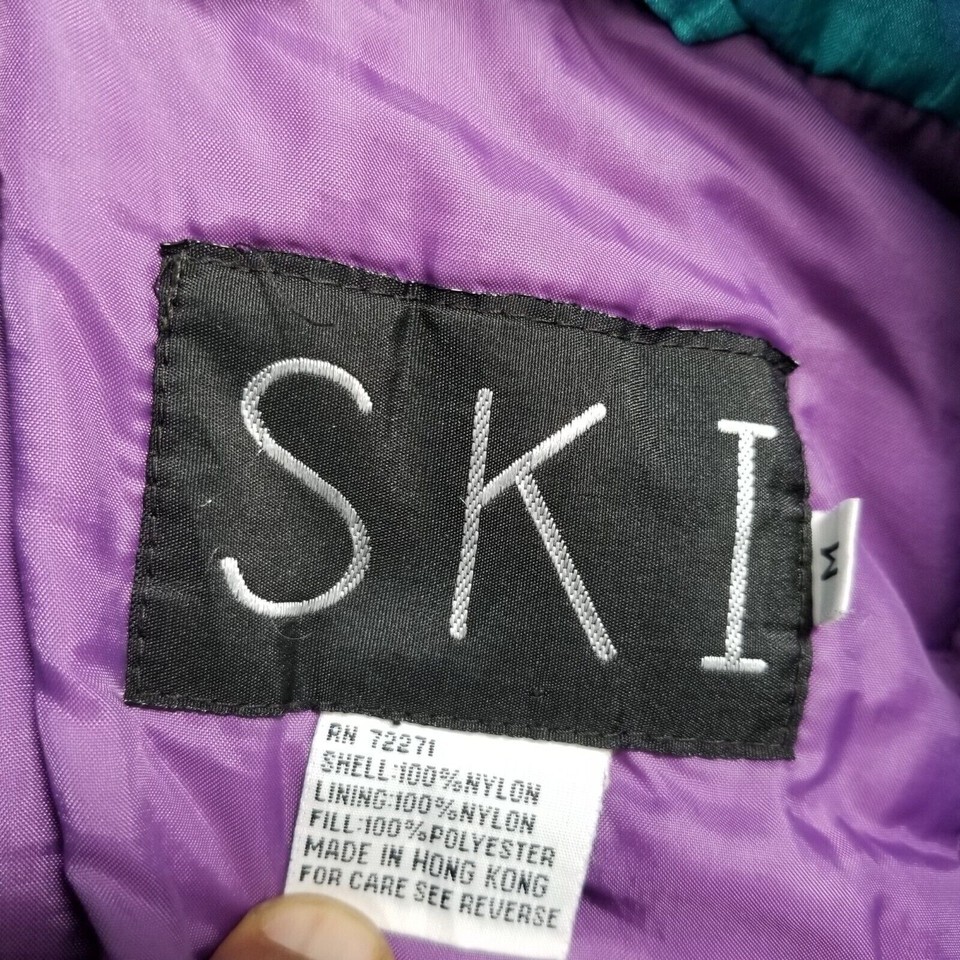 SKI
M
RN 72271
SHELL:100%NYLON
LINING:100%NYLON
FILL:100%POLYESTER
MADE IN HONG KONG
FOR CARE SEE REVERSE